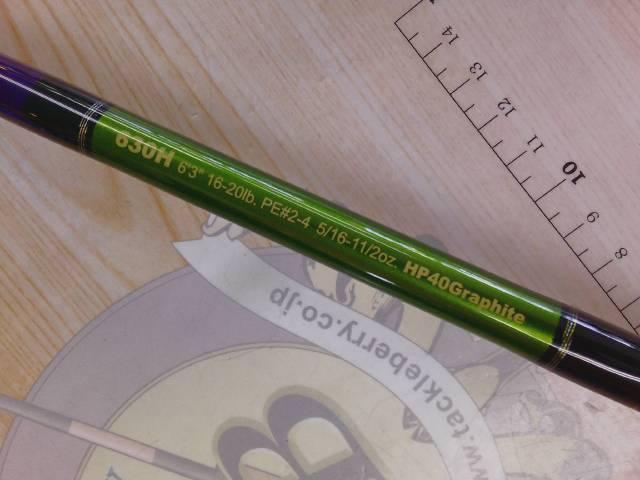 630H 6'3" 16-20lb. PE#2-4 5/16-11/2oz. HP40Graphite
14 13 12 11 10 9 8
www.tackleberry.co.jp
B